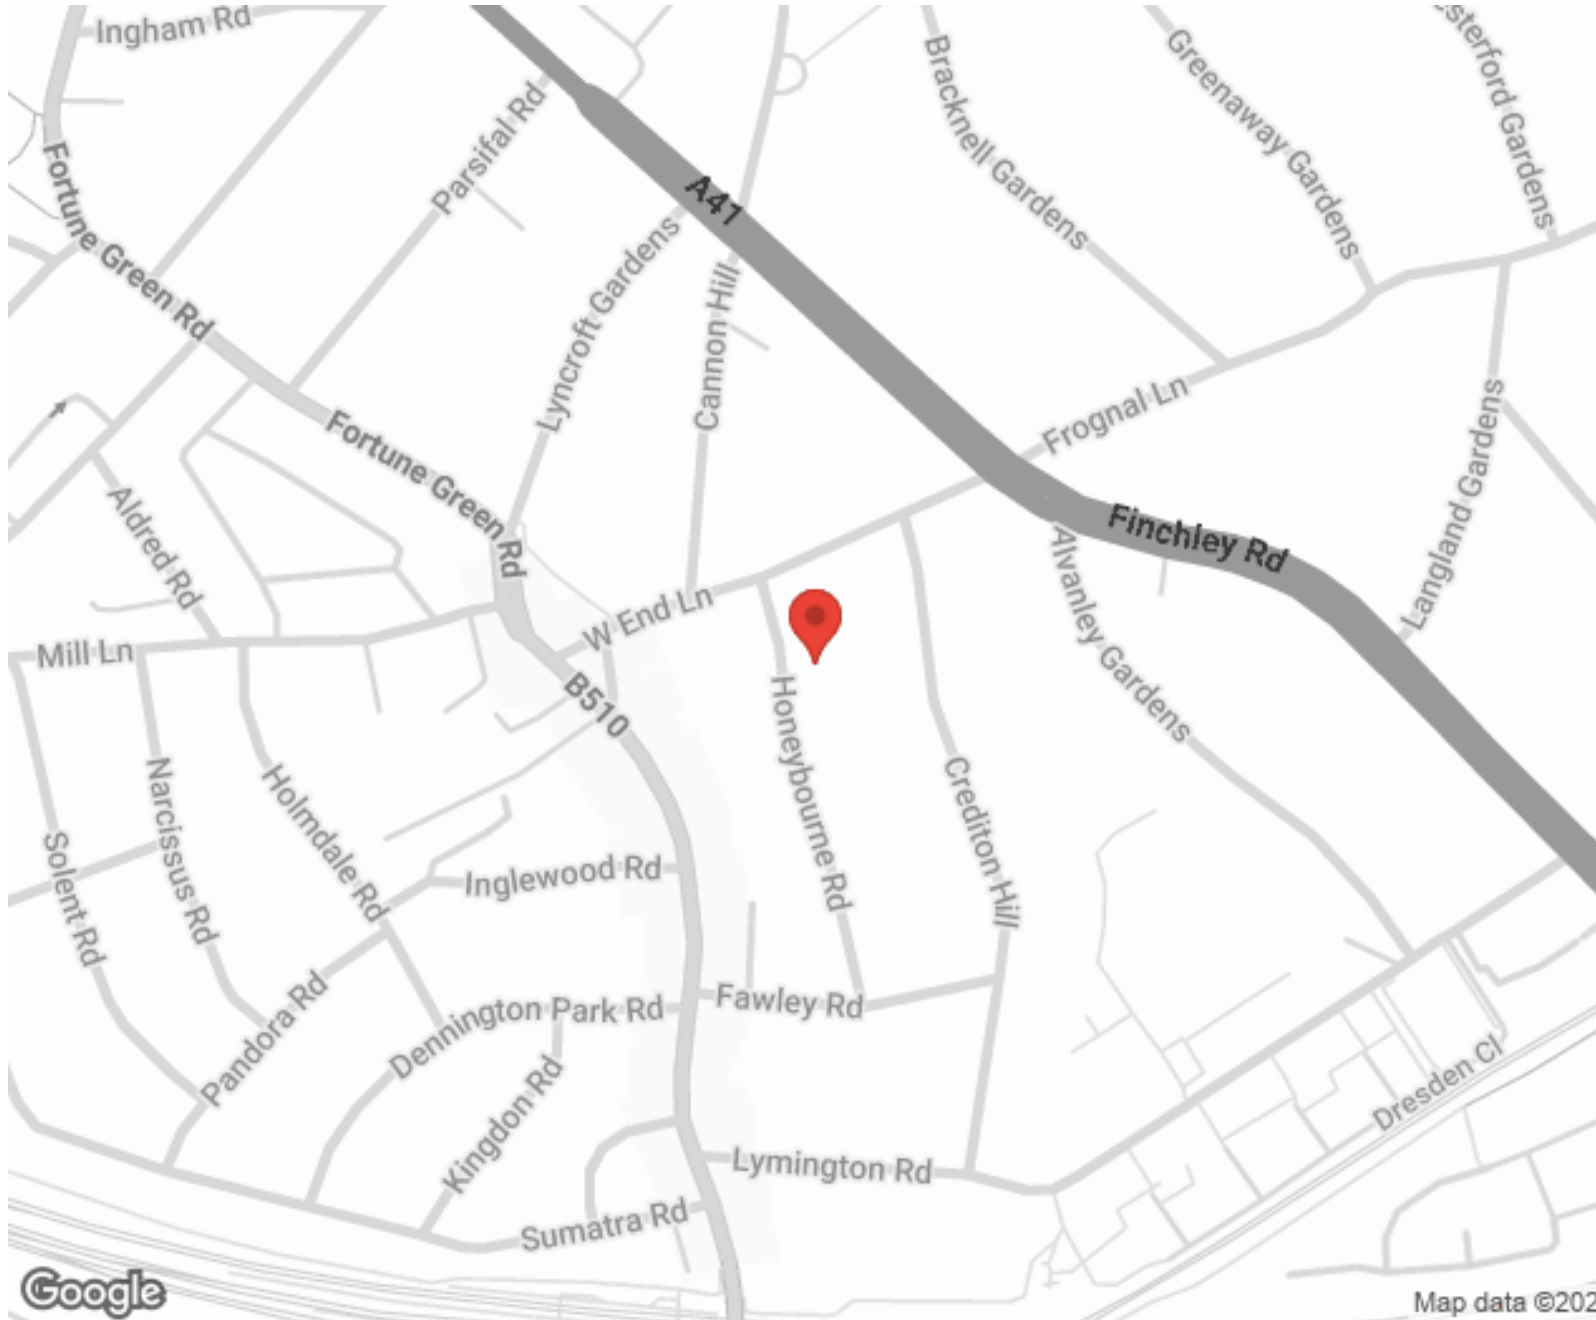 Ingham Rd
Parsifal Rd
Fortune Green Rd
A41
Bracknell Gardens
Greenaway Gardens
esterford Gardens
Lyncroft Gardens
Cannon Hill
Frognal Ln
Langland Gardens
Fortune Green Rd
Aldred Rd
Finchley Rd
Alvanley Gardens
W End Ln
Mill Ln
B510
Honeybourne Rd
Crediton Hill
Narcissus Rd
Holmdale Rd
Solent Rd
Inglewood Rd
Pandora Rd
Dennington Park Rd
Fawley Rd
Kingdon Rd
Dresden Cl
Lymington Rd
Sumatra Rd
Google
Map data ©202